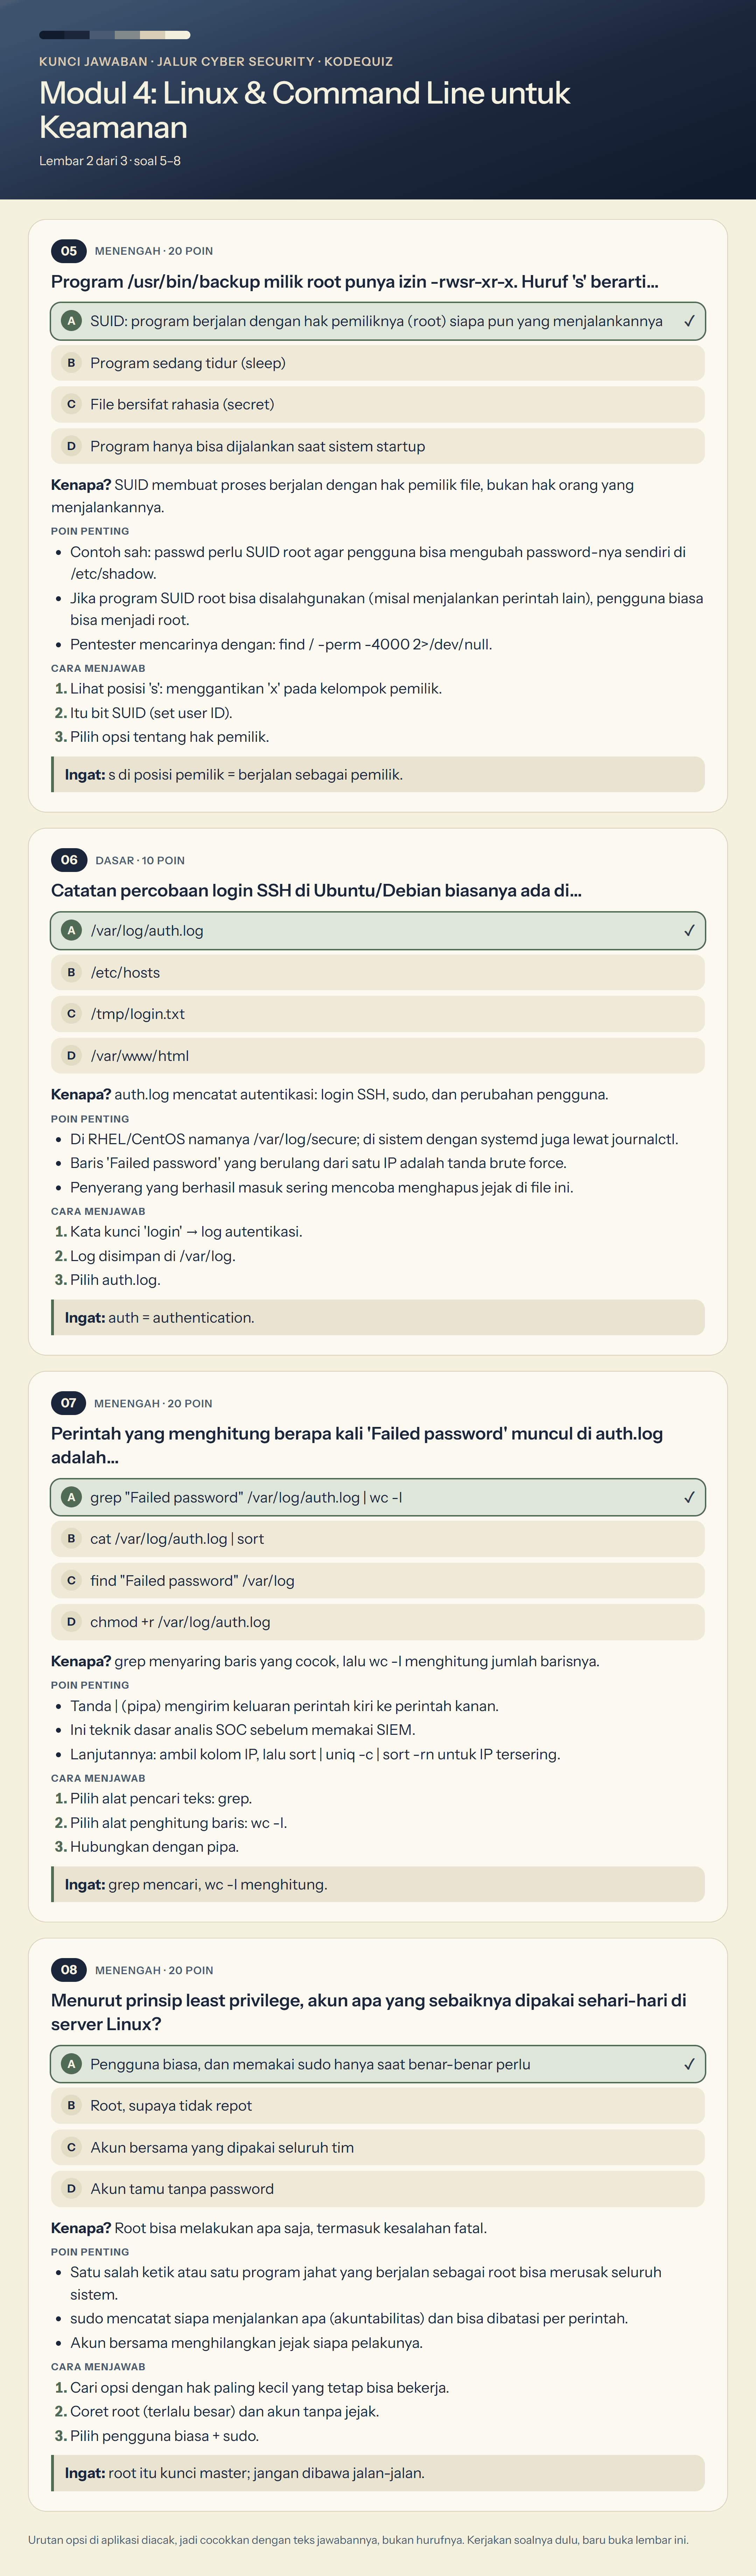 KUNCI JAWABAN · JALUR CYBER SECURITY · KODEQUIZ
Modul 4: Linux & Command Line untuk
Keamanan
Lembar 2 dari 3 · soal 5–8
05 MENENGAH · 20 POIN
Program /usr/bin/backup milik root punya izin -rwsr-xr-x. Huruf 's' berarti...
A SUID: program berjalan dengan hak pemiliknya (root) siapa pun yang menjalankannya ✓
B Program sedang tidur (sleep)
C File bersifat rahasia (secret)
D Program hanya bisa dijalankan saat sistem startup
Kenapa? SUID membuat proses berjalan dengan hak pemilik file, bukan hak orang yang
menjalankannya.
POIN PENTING
• Contoh sah: passwd perlu SUID root agar pengguna bisa mengubah password-nya sendiri di
/etc/shadow.
• Jika program SUID root bisa disalahgunakan (misal menjalankan perintah lain), pengguna biasa
bisa menjadi root.
• Pentester mencarinya dengan: find / -perm -4000 2>/dev/null.
CARA MENJAWAB
1. Lihat posisi 's': menggantikan 'x' pada kelompok pemilik.
2. Itu bit SUID (set user ID).
3. Pilih opsi tentang hak pemilik.
Ingat: s di posisi pemilik = berjalan sebagai pemilik.
06 DASAR · 10 POIN
Catatan percobaan login SSH di Ubuntu/Debian biasanya ada di...
A /var/log/auth.log ✓
B /etc/hosts
C /tmp/login.txt
D /var/www/html
Kenapa? auth.log mencatat autentikasi: login SSH, sudo, dan perubahan pengguna.
POIN PENTING
• Di RHEL/CentOS namanya /var/log/secure; di sistem dengan systemd juga lewat journalctl.
• Baris 'Failed password' yang berulang dari satu IP adalah tanda brute force.
• Penyerang yang berhasil masuk sering mencoba menghapus jejak di file ini.
CARA MENJAWAB
1. Kata kunci 'login' → log autentikasi.
2. Log disimpan di /var/log.
3. Pilih auth.log.
Ingat: auth = authentication.
07 MENENGAH · 20 POIN
Perintah yang menghitung berapa kali 'Failed password' muncul di auth.log
adalah...
A grep "Failed password" /var/log/auth.log | wc -l ✓
B cat /var/log/auth.log | sort
C find "Failed password" /var/log
D chmod +r /var/log/auth.log
Kenapa? grep menyaring baris yang cocok, lalu wc -l menghitung jumlah barisnya.
POIN PENTING
• Tanda | (pipa) mengirim keluaran perintah kiri ke perintah kanan.
• Ini teknik dasar analis SOC sebelum memakai SIEM.
• Lanjutannya: ambil kolom IP, lalu sort | uniq -c | sort -rn untuk IP tersering.
CARA MENJAWAB
1. Pilih alat pencari teks: grep.
2. Pilih alat penghitung baris: wc -l.
3. Hubungkan dengan pipa.
Ingat: grep mencari, wc -l menghitung.
08 MENENGAH · 20 POIN
Menurut prinsip least privilege, akun apa yang sebaiknya dipakai sehari-hari di
server Linux?
A Pengguna biasa, dan memakai sudo hanya saat benar-benar perlu ✓
B Root, supaya tidak repot
C Akun bersama yang dipakai seluruh tim
D Akun tamu tanpa password
Kenapa? Root bisa melakukan apa saja, termasuk kesalahan fatal.
POIN PENTING
• Satu salah ketik atau satu program jahat yang berjalan sebagai root bisa merusak seluruh
sistem.
• sudo mencatat siapa menjalankan apa (akuntabilitas) dan bisa dibatasi per perintah.
• Akun bersama menghilangkan jejak siapa pelakunya.
CARA MENJAWAB
1. Cari opsi dengan hak paling kecil yang tetap bisa bekerja.
2. Coret root (terlalu besar) dan akun tanpa jejak.
3. Pilih pengguna biasa + sudo.
Ingat: root itu kunci master; jangan dibawa jalan-jalan.
Urutan opsi di aplikasi diacak, jadi cocokkan dengan teks jawabannya, bukan hurufnya. Kerjakan soalnya dulu, baru buka lembar ini.